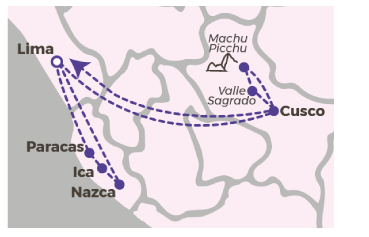 Machu
Picchu
Lima
Valle
Sagrado
Cusco
Paracas
Ica
Nazca